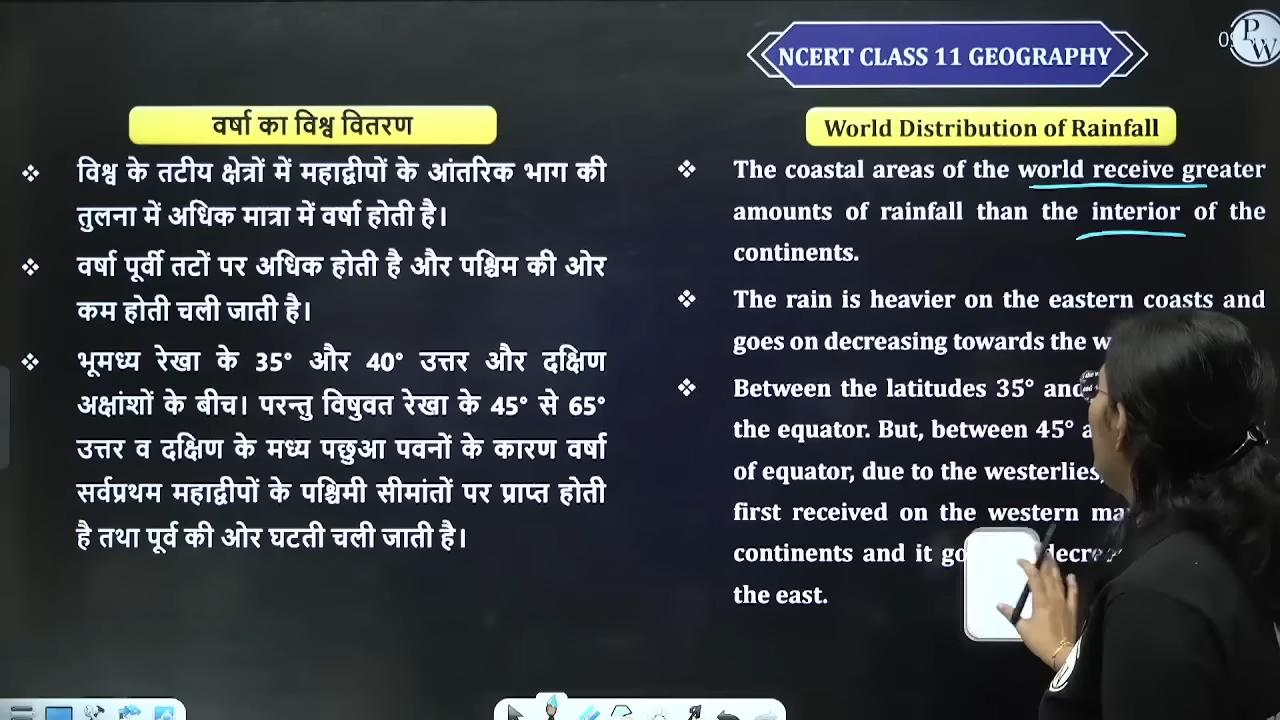 NCERT CLASS 11 GEOGRAPHY
PW
वर्षा का विश्व वितरण
❖ विश्व के तटीय क्षेत्रों में महाद्वीपों के आंतरिक भाग की
तुलना में अधिक मात्रा में वर्षा होती है।
❖ वर्षा पूर्वी तटों पर अधिक होती है और पश्चिम की ओर
कम होती चली जाती है।
❖ भूमध्य रेखा के 35° और 40° उत्तर और दक्षिण
अक्षांशों के बीच। परन्तु विषुवत रेखा के 45° से 65°
उत्तर व दक्षिण के मध्य पछुआ पवनों के कारण वर्षा
सर्वप्रथम महाद्वीपों के पश्चिमी सीमांतों पर प्राप्त होती
है तथा पूर्व की ओर घटती चली जाती है।
World Distribution of Rainfall
❖ The coastal areas of the world receive greater
amounts of rainfall than the interior of the
continents.
❖ The rain is heavier on the eastern coasts and
goes on decreasing towards the
❖ Between the latitudes 35° and
the equator. But, between 45°
of equator, due to the westerlies,
first received on the western
continents and it
the east.